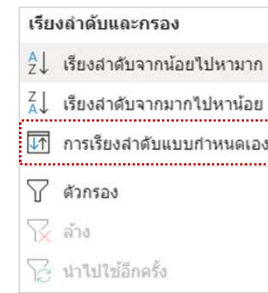 เรียงลำดับและกรอง
เรียงลำดับจากน้อยไปหามาก
เรียงลำดับจากมากไปหาน้อย
การเรียงลำดับแบบกำหนดเอง
ตัวกรอง
ล้าง
นำไปใช้อีกครั้ง